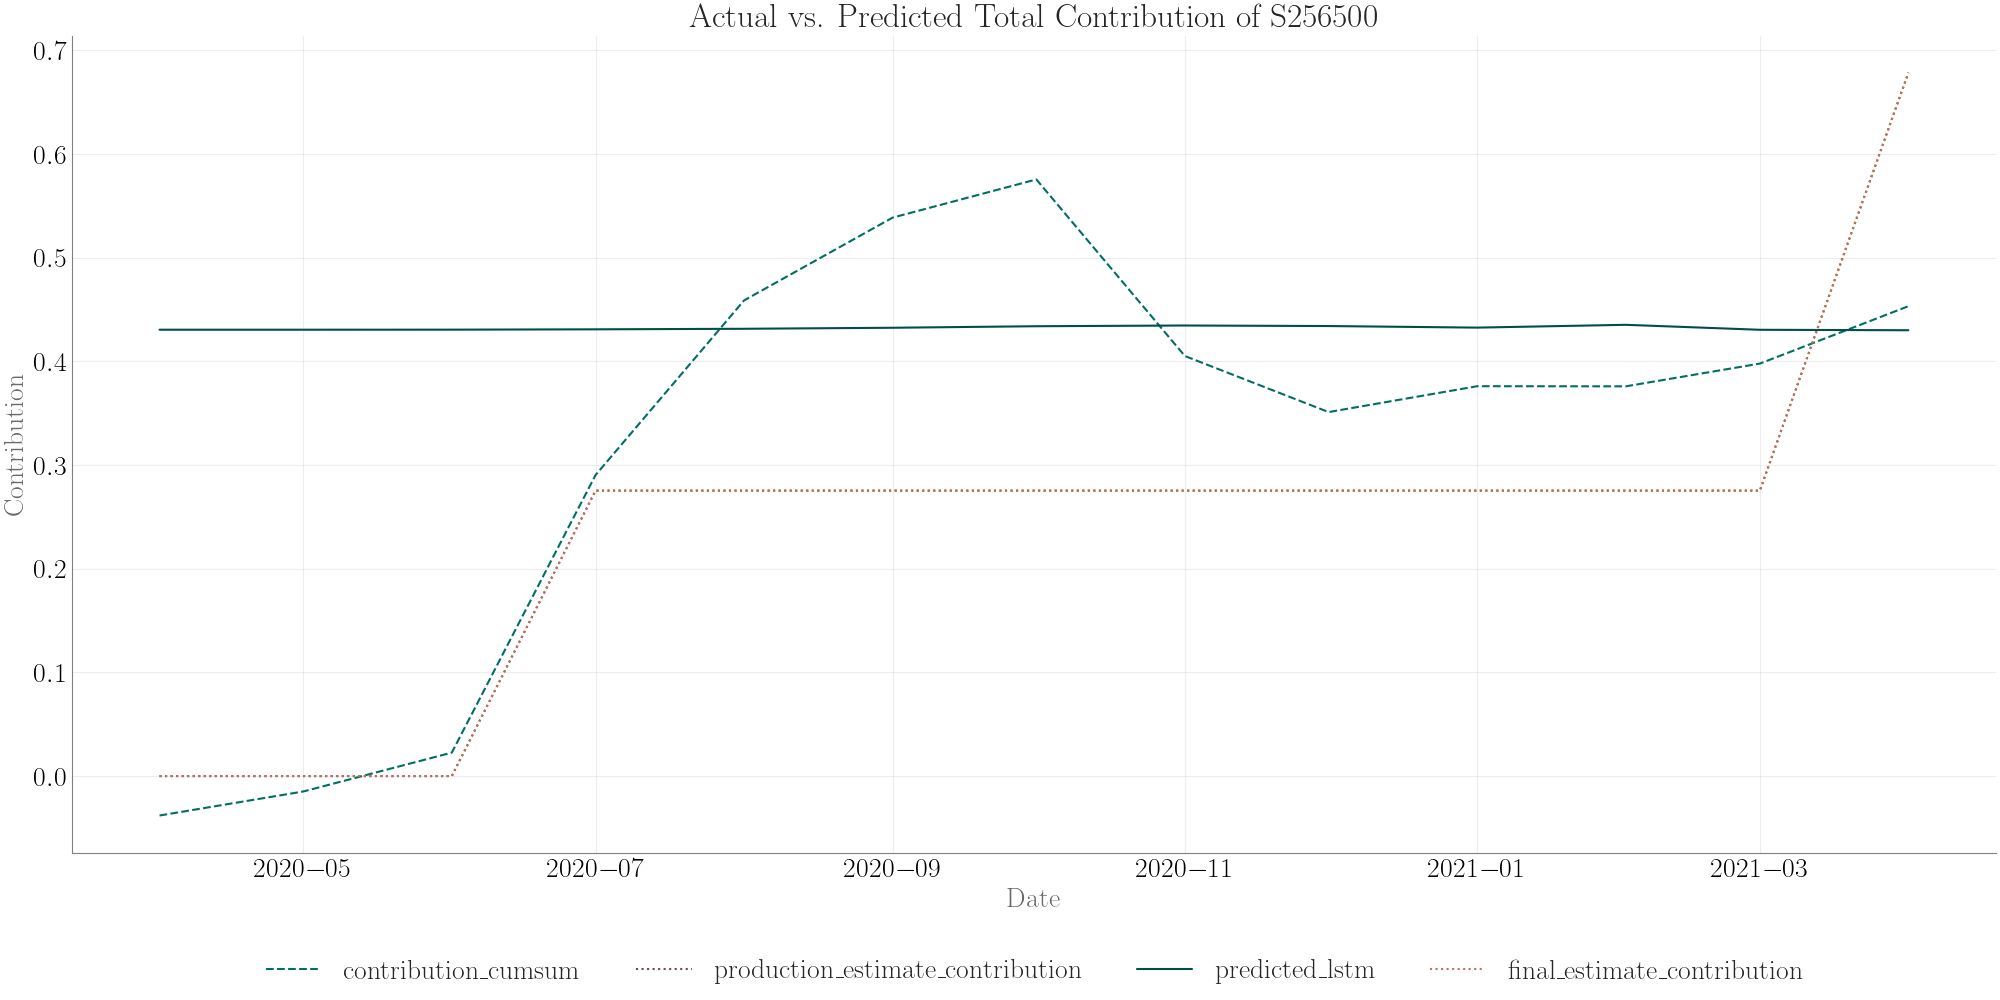 Actual vs. Predicted Total Contribution of S256500
0.7
0.6
0.5
0.4
0.3
0.2
0.1
0.0
Contribution
2020–05 2020–07 2020–09 2020–11 2021–01 2021–03
Date
contribution_cumsum production_estimate_contribution predicted_lstm final_estimate_contribution